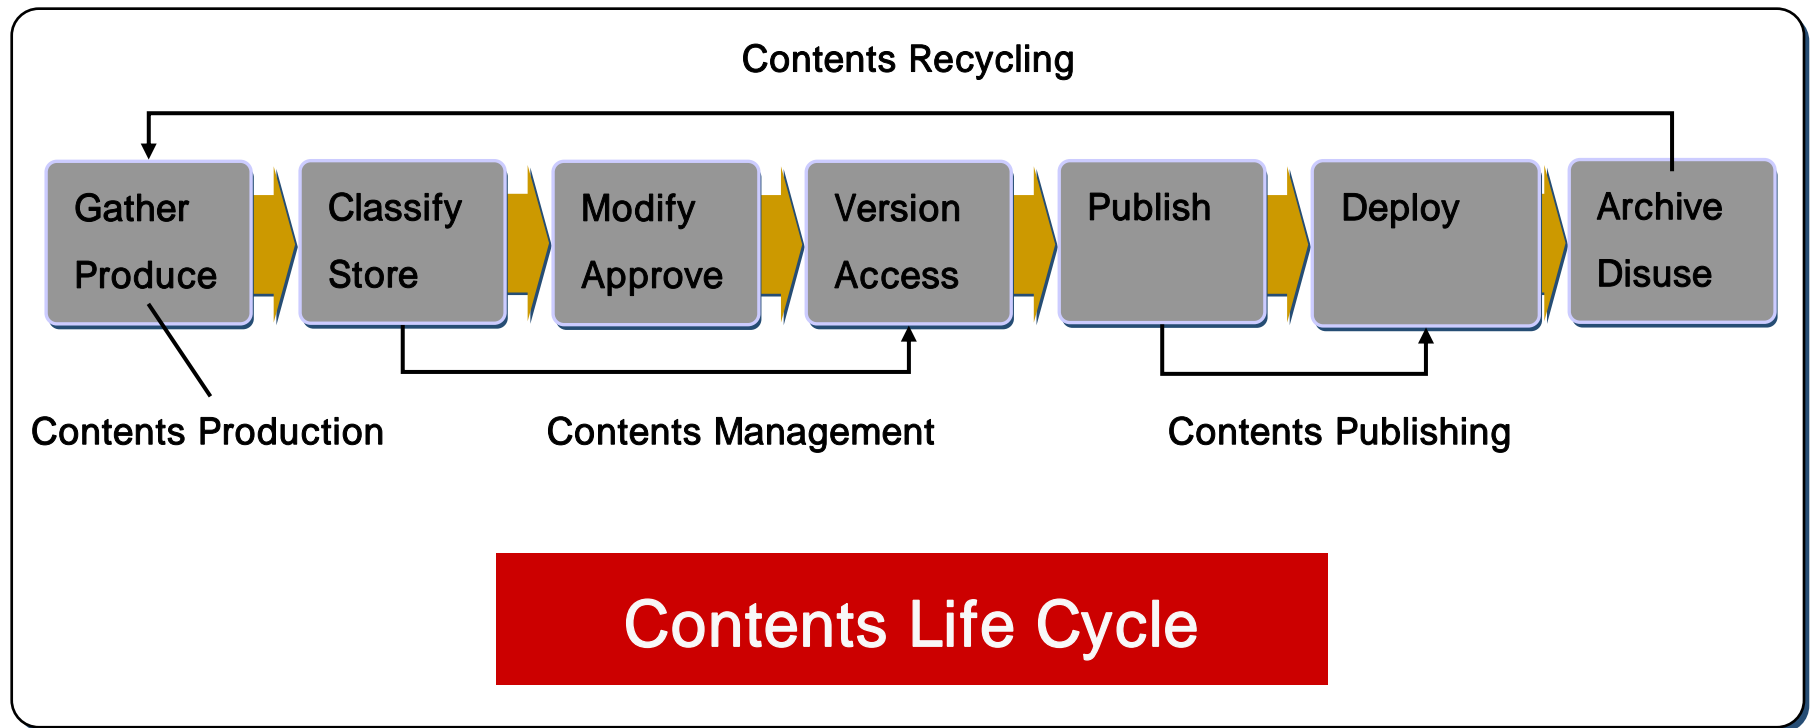 Contents Recycling
Gather
Produce
Classify
Store
Modify
Approve
Version
Access
Publish
Deploy
Archive
Disuse
Contents Production
Contents Management
Contents Publishing
Contents Life Cycle